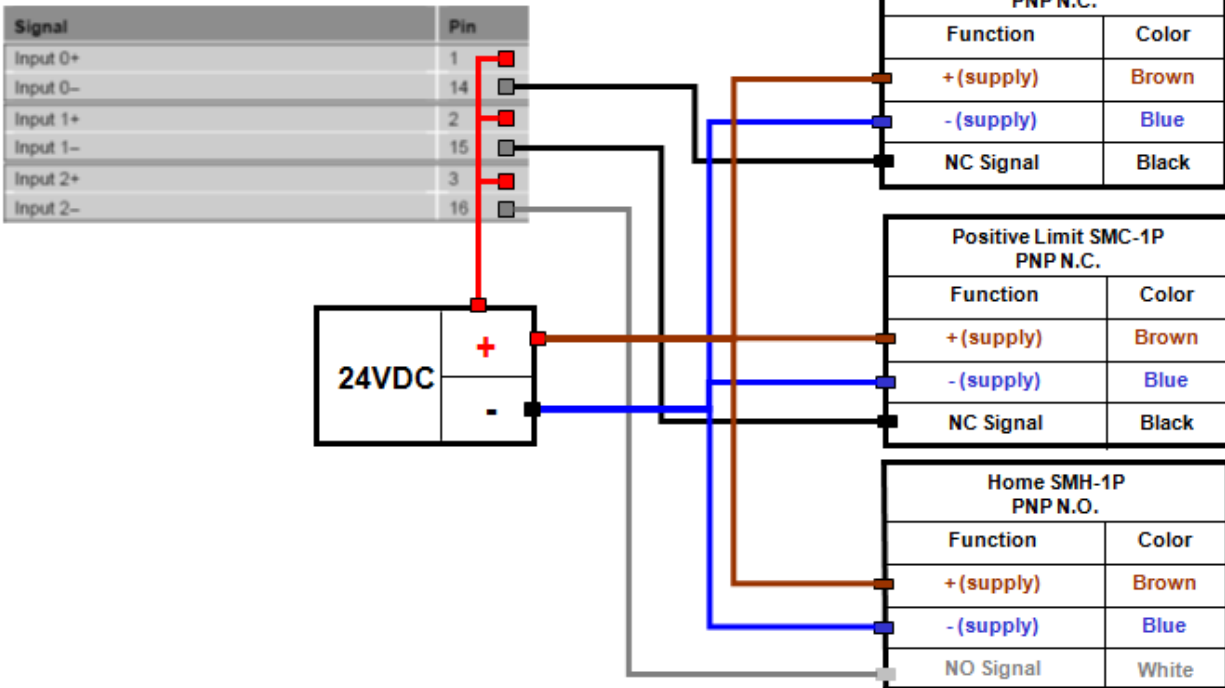 Signal Pin
Input 0+ 1
Input 0– 14
Input 1+ 2
Input 1– 15
Input 2+ 3
Input 2– 16
24VDC
+
-
PNP N.C.
Function Color
+(supply) Brown
-(supply) Blue
NC Signal Black
Positive Limit SMC-1P
PNP N.C.
Function Color
+(supply) Brown
-(supply) Blue
NC Signal Black
Home SMH-1P
PNP N.O.
Function Color
+(supply) Brown
-(supply) Blue
NO Signal White